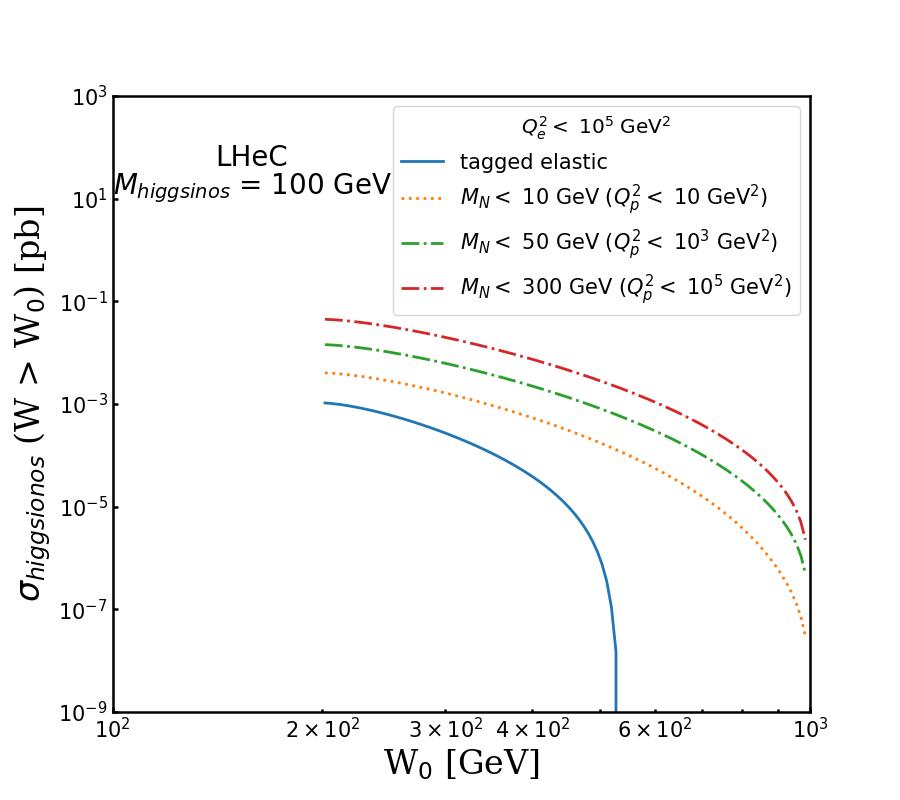 LHeC
M_higgsinos = 100 GeV
Q_e^2 < 10^5 GeV^2
tagged elastic
M_N < 10 GeV (Q_p^2 < 10 GeV^2)
M_N < 50 GeV (Q_p^2 < 10^3 GeV^2)
M_N < 300 GeV (Q_p^2 < 10^5 GeV^2)
σ_higgsionos (W > W_0) [pb]
10^3
10^1
10^−1
10^−3
10^−5
10^−7
10^−9
10^2 2 × 10^2 3 × 10^2 4 × 10^2 6 × 10^2 10^3
W_0 [GeV]